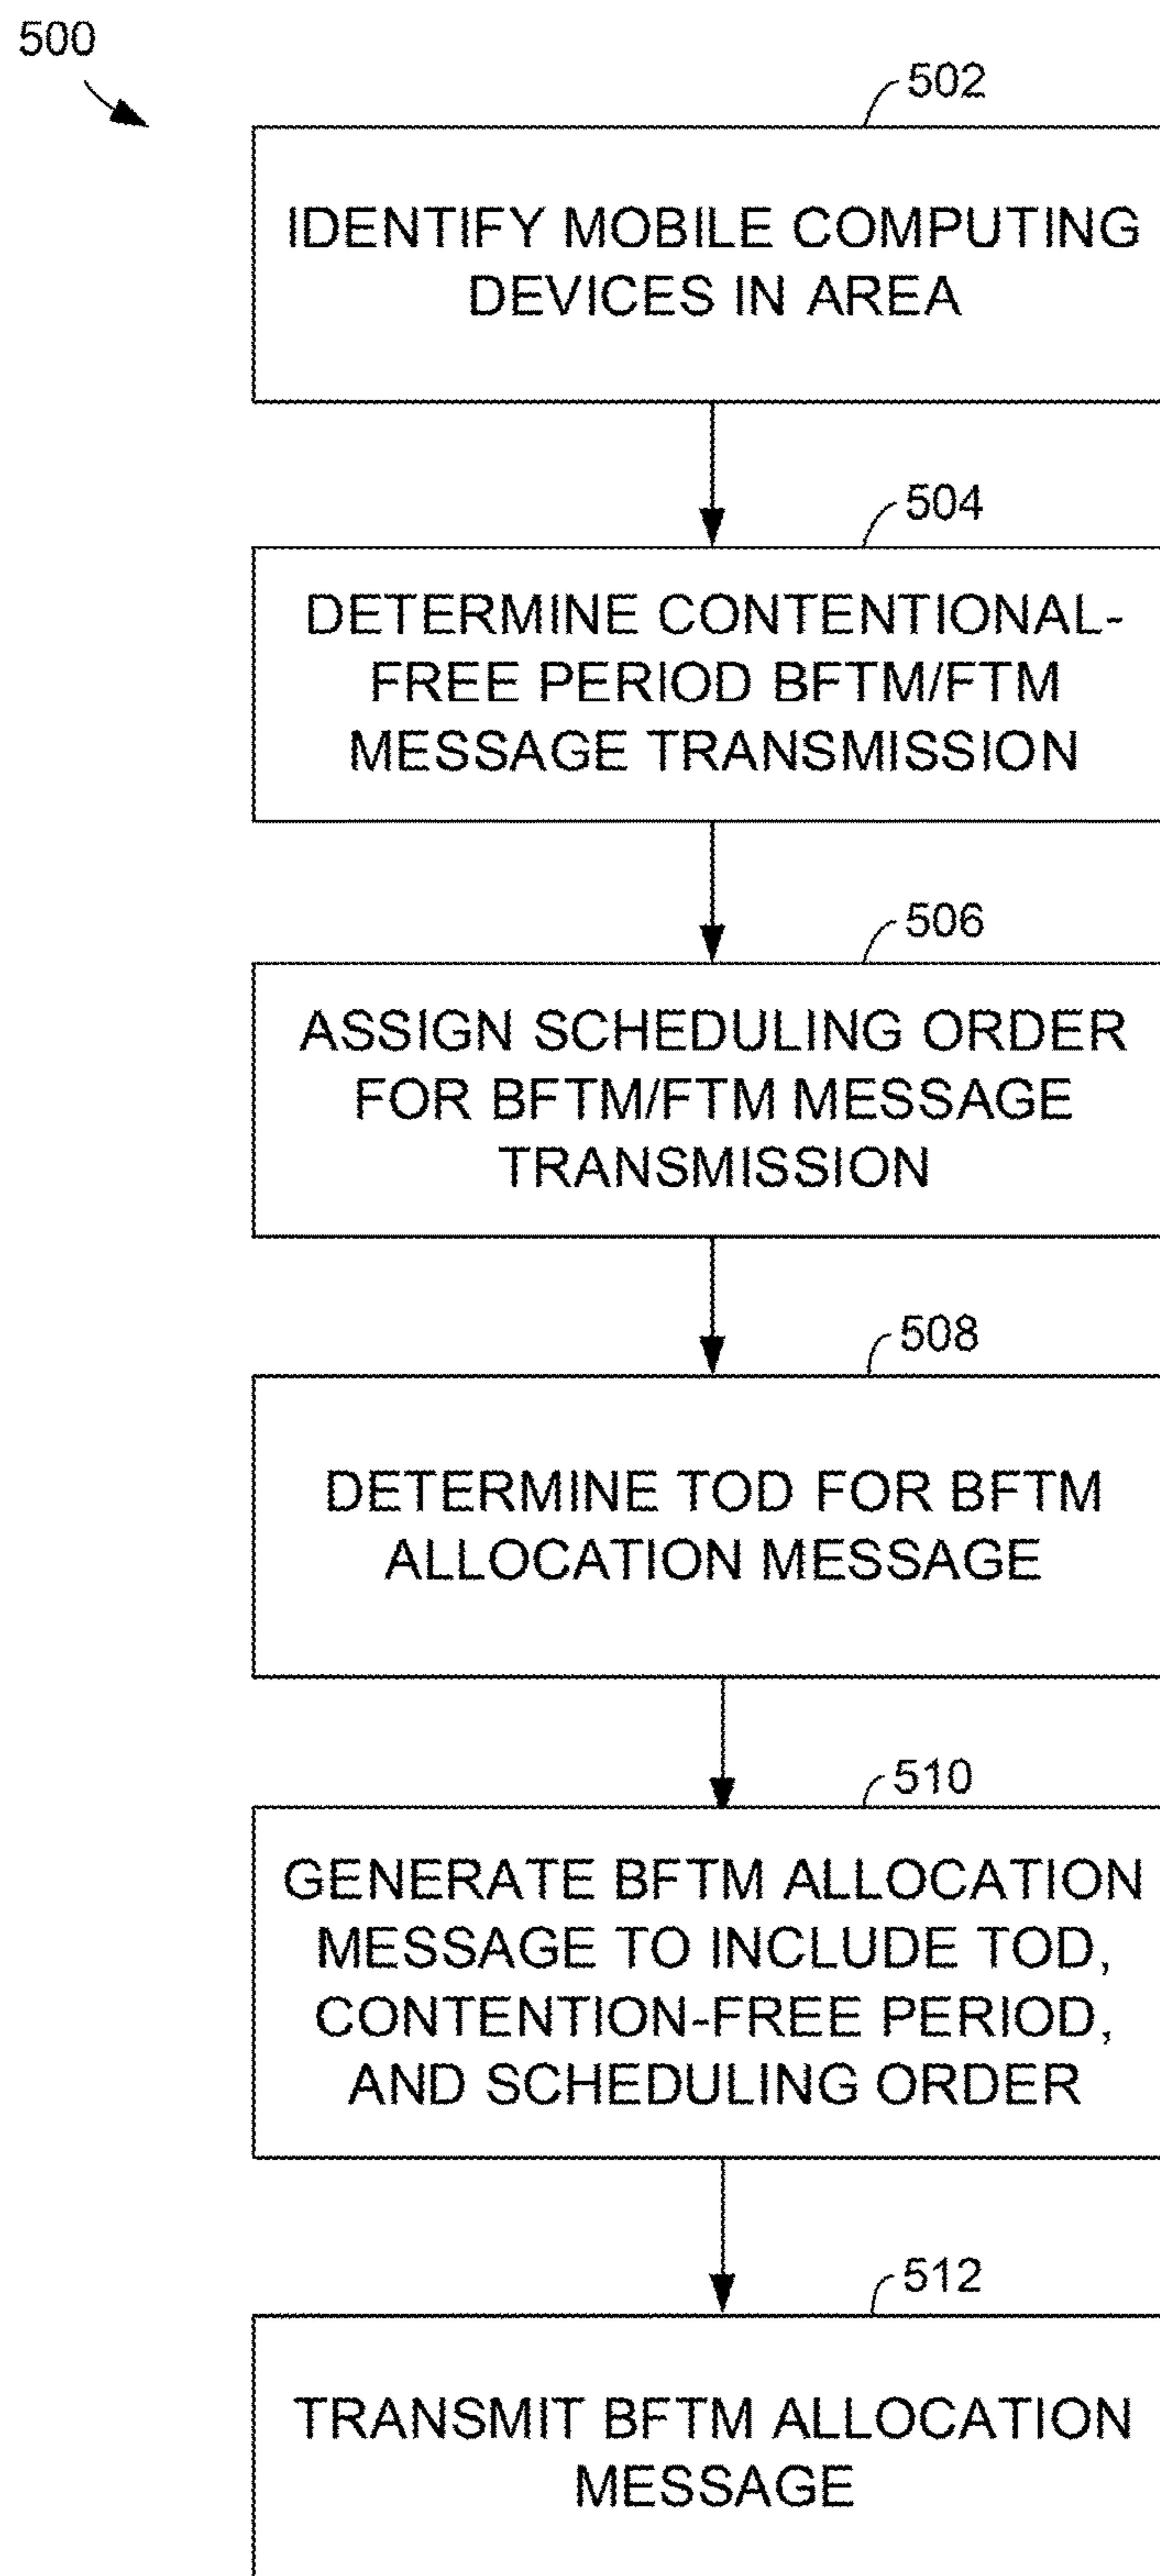 500
502
IDENTIFY MOBILE COMPUTING
DEVICES IN AREA
504
DETERMINE CONTENTIONAL-
FREE PERIOD BFTM/FTM
MESSAGE TRANSMISSION
506
ASSIGN SCHEDULING ORDER
FOR BFTM/FTM MESSAGE
TRANSMISSION
508
DETERMINE TOD FOR BFTM
ALLOCATION MESSAGE
510
GENERATE BFTM ALLOCATION
MESSAGE TO INCLUDE TOD,
CONTENTION-FREE PERIOD,
AND SCHEDULING ORDER
512
TRANSMIT BFTM ALLOCATION
MESSAGE